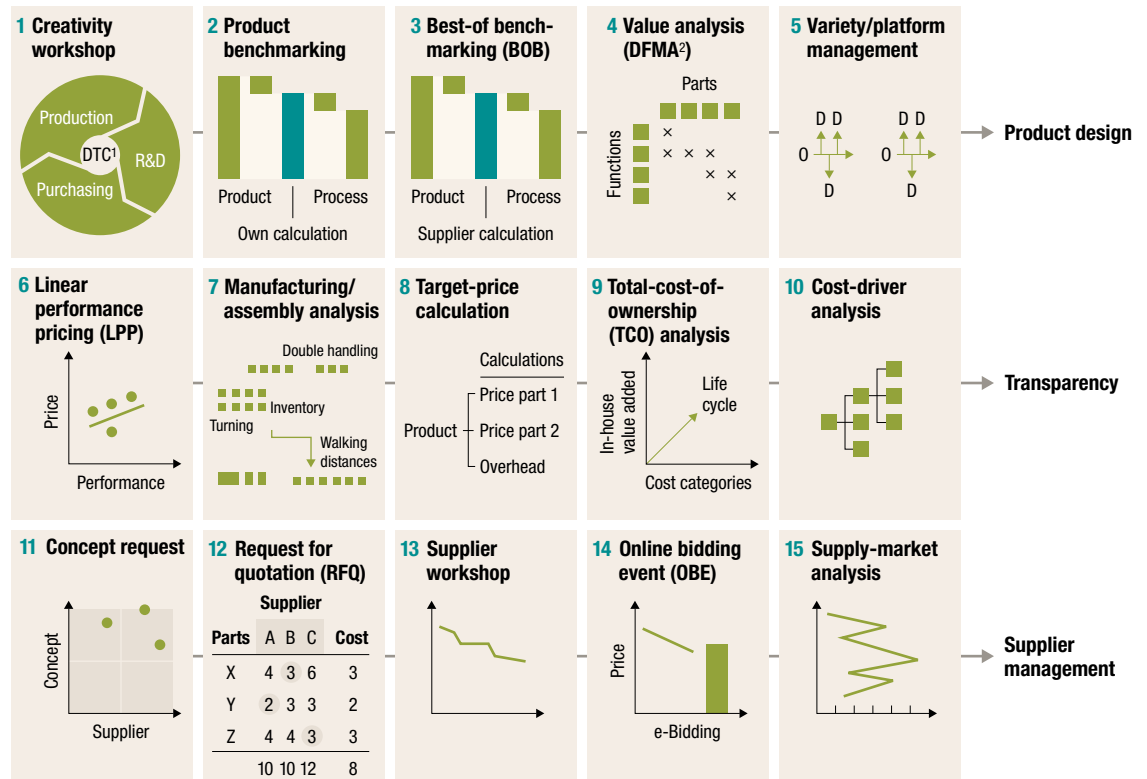 1 Creativity
workshop
Production
DTC1
R&D
Purchasing
2 Product
benchmarking
Product
Process
Own calculation
3 Best-of bench-
marking (BOB)
Product
Process
Supplier calculation
4 Value analysis
(DFMA2)
Parts
Functions
× 
× × ×
× ×
×
5 Variety/platform
management
D D
0
D
D D
0
D
Product design
6 Linear
performance
pricing (LPP)
Price
Performance
7 Manufacturing/
assembly analysis
Double handling
Inventory
Turning
Walking
distances
8 Target-price
calculation
Calculations
Price part 1
Product
Price part 2
Overhead
9 Total-cost-of-
ownership
(TCO) analysis
In-house
value added
Life
cycle
Cost categories
10 Cost-driver
analysis
Transparency
11 Concept request
Concept
Supplier
12 Request for
quotation (RFQ)
Supplier
Parts A B C Cost
X 4 3 6 3
Y 2 3 3 2
Z 4 4 3 3
10 10 12 8
13 Supplier
workshop
14 Online bidding
event (OBE)
Price
e-Bidding
15 Supply-market
analysis
Supplier
management